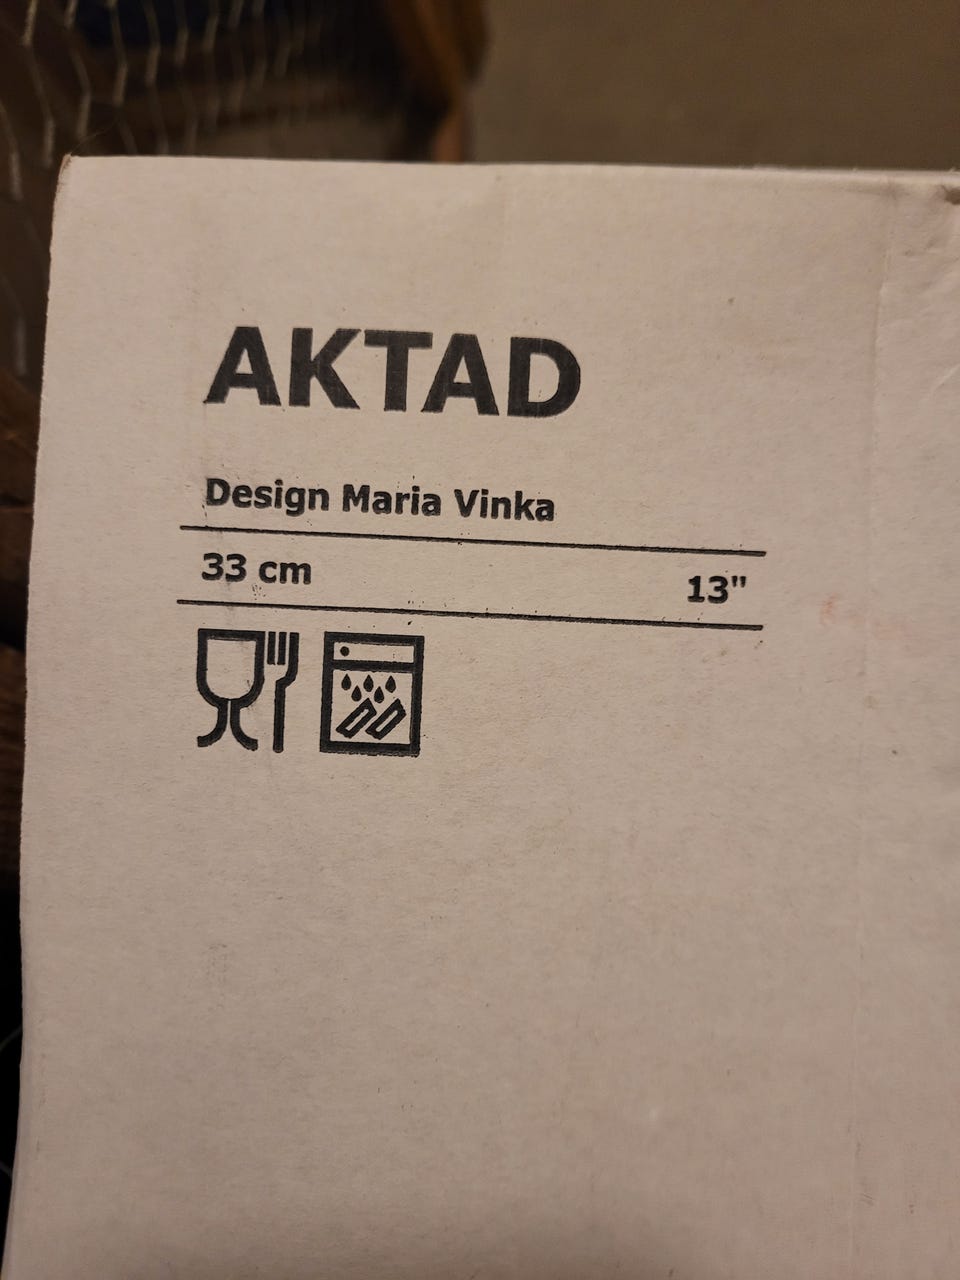 AKTAD
Design Maria Vinka
33 cm 13"